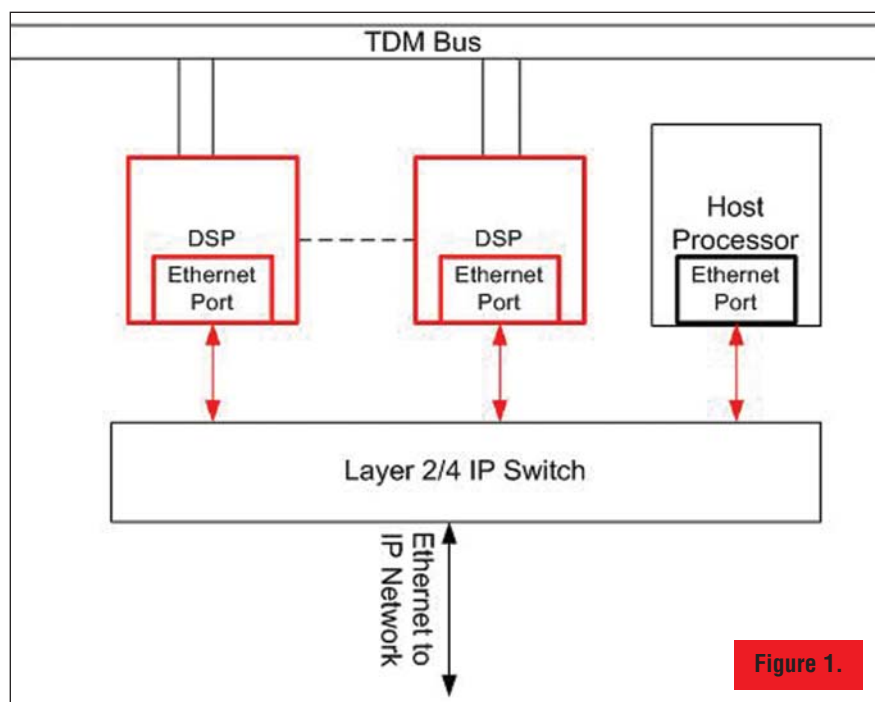 TDM Bus
DSP
Ethernet
Port
DSP
Ethernet
Port
Host
Processor
Ethernet
Port
Layer 2/4 IP Switch
Ethernet to
IP Network
Figure 1.